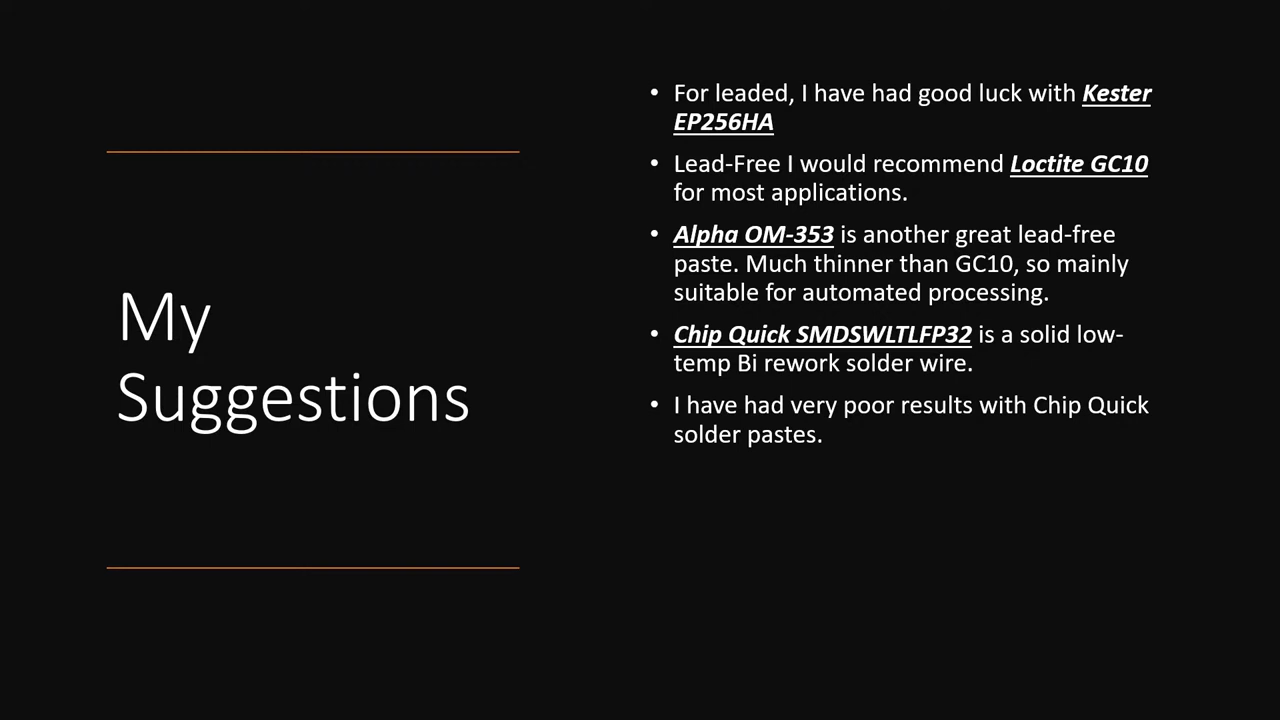 My
Suggestions
• For leaded, I have had good luck with Kester
EP256HA
• Lead-Free I would recommend Loctite GC10
for most applications.
• Alpha OM-353 is another great lead-free
paste. Much thinner than GC10, so mainly
suitable for automated processing.
• Chip Quick SMDSWLTLFP32 is a solid low-
temp Bi rework solder wire.
• I have had very poor results with Chip Quick
solder pastes.